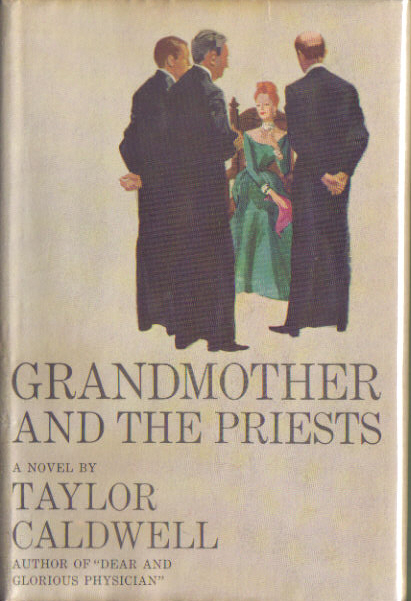 GRANDMOTHER
AND THE PRIESTS
A NOVEL BY
TAYLOR
CALDWELL
AUTHOR OF "DEAR AND
GLORIOUS PHYSICIAN"